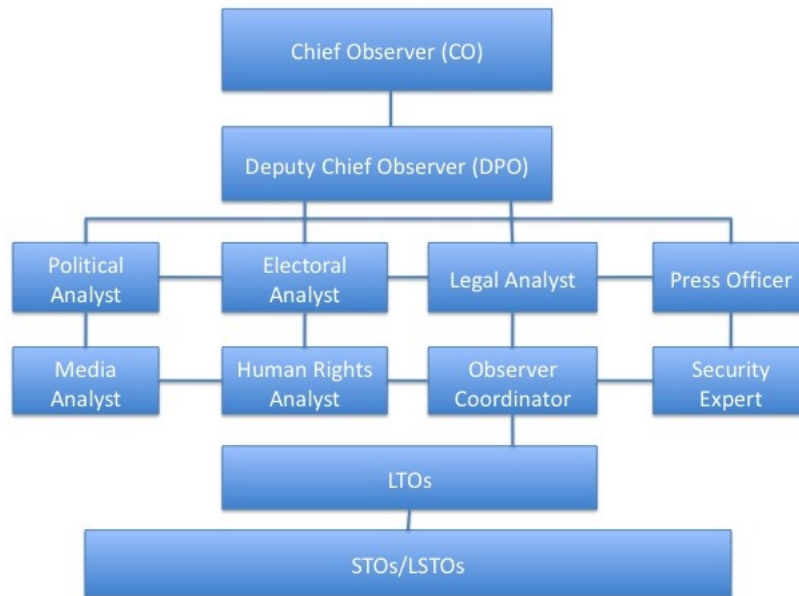 Chief Observer (CO)
Deputy Chief Observer (DPO)
Political
Analyst
Electoral
Analyst
Legal Analyst
Press Officer
Media
Analyst
Human Rights
Analyst
Observer
Coordinator
Security
Expert
LTOs
STOs/LSTOs